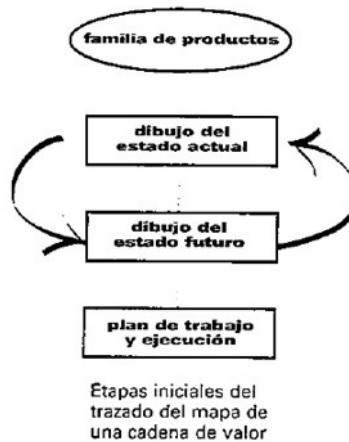 familia de productos
dibujo del
estado actual
dibujo del
estado futuro
plan de trabajo
y ejecución
Etapas iniciales del
trazado del mapa de
una cadena de valor